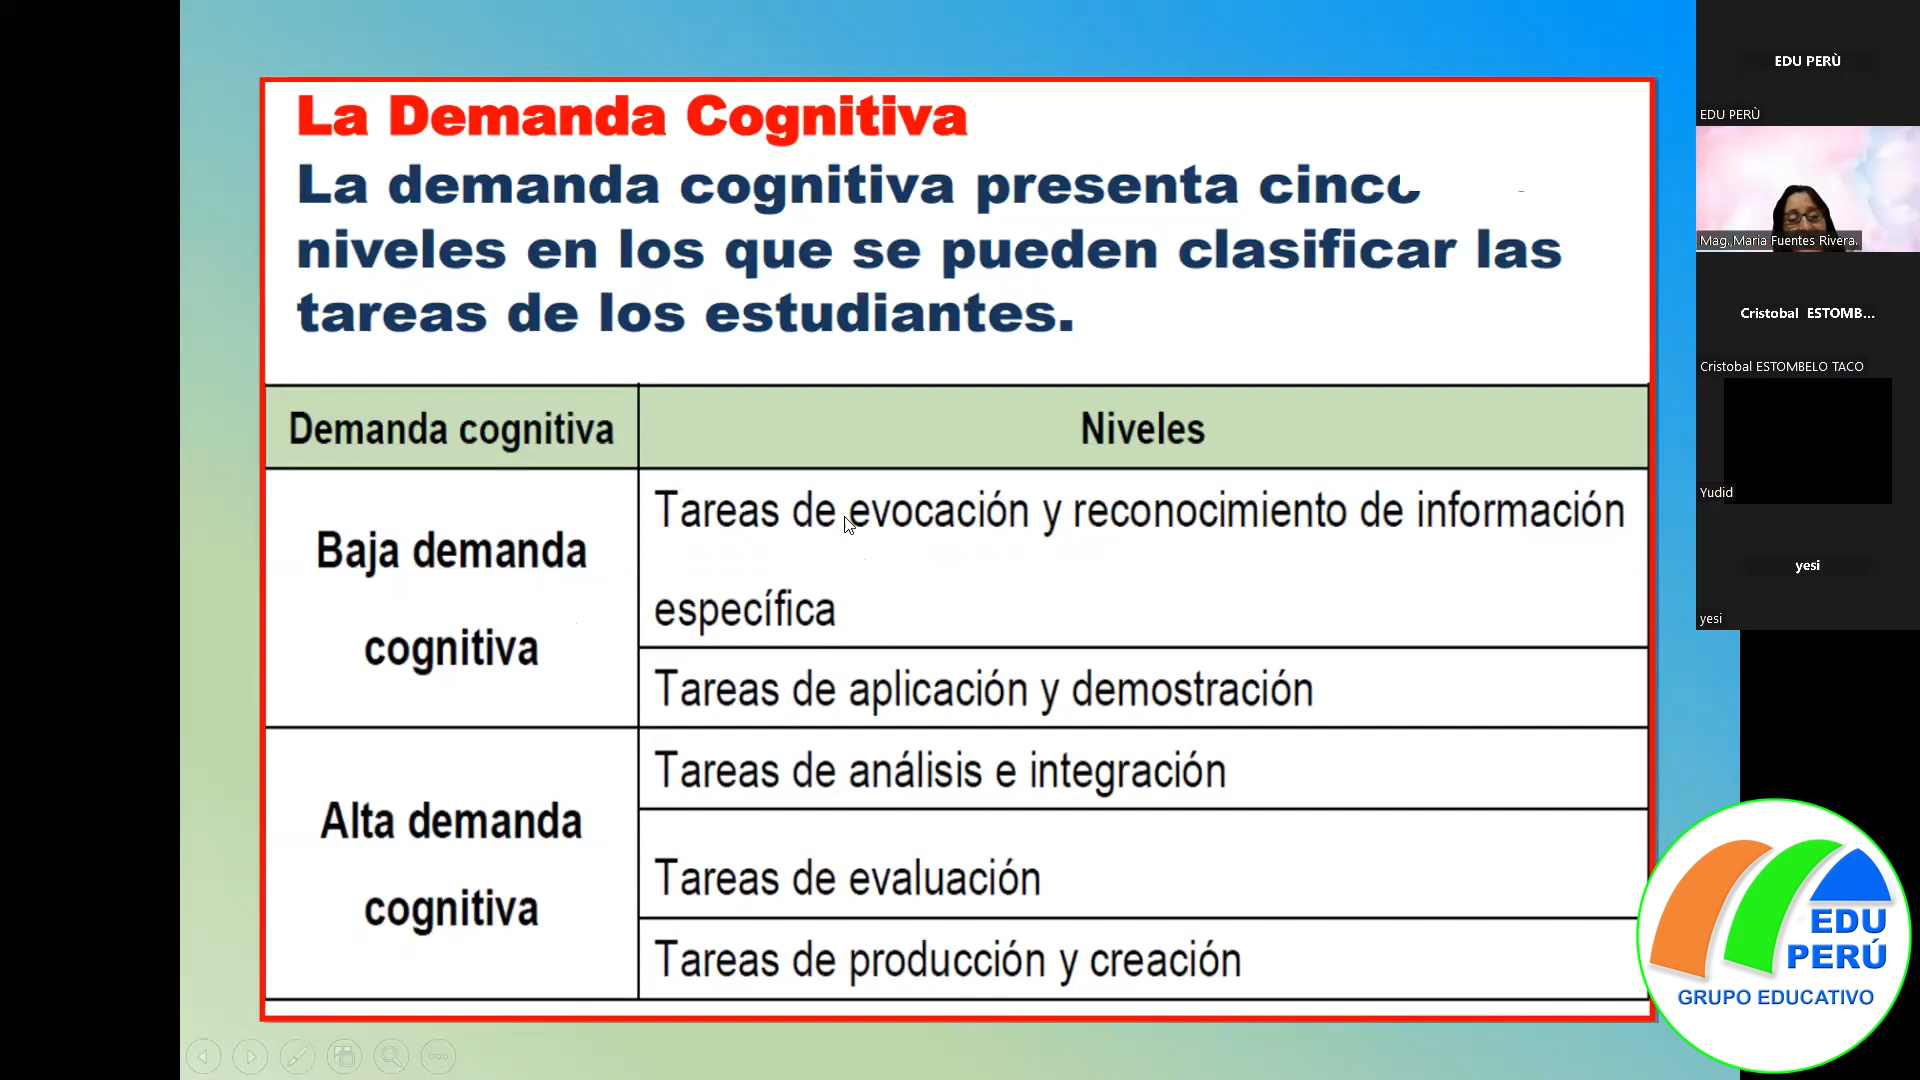 La Demanda Cognitiva
La demanda cognitiva presenta cinco
niveles en los que se pueden clasificar las
tareas de los estudiantes.
Demanda cognitiva
Niveles
Baja demanda
cognitiva
Tareas de evocación y reconocimiento de información
específica
Tareas de aplicación y demostración
Alta demanda
cognitiva
Tareas de análisis e integración
Tareas de evaluación
Tareas de producción y creación
EDU PERÙ
EDU PERÙ
Mag. Maria Fuentes Rivera.
Cristobal ESTOMB...
Cristobal ESTOMBELO TACO
Yudid
yesi
yesi
EDU
PERÚ
GRUPO EDUCATIVO